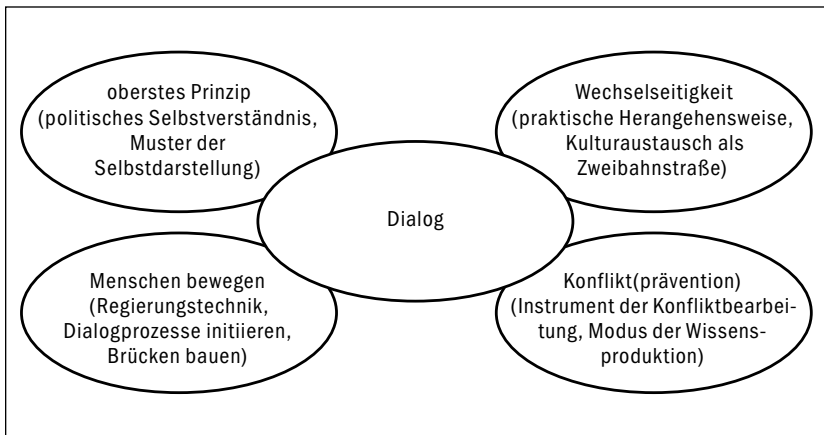 oberstes Prinzip
(politisches Selbstverständnis,
Muster der
Selbstdarstellung)
Wechselseitigkeit
(praktische Herangehensweise,
Kulturaustausch als
Zweibahnstraße)
Dialog
Menschen bewegen
(Regierungstechnik,
Dialogprozesse initiieren,
Brücken bauen)
Konflikt(prävention)
(Instrument der Konfliktbearbei-
tung, Modus der Wissens-
produktion)